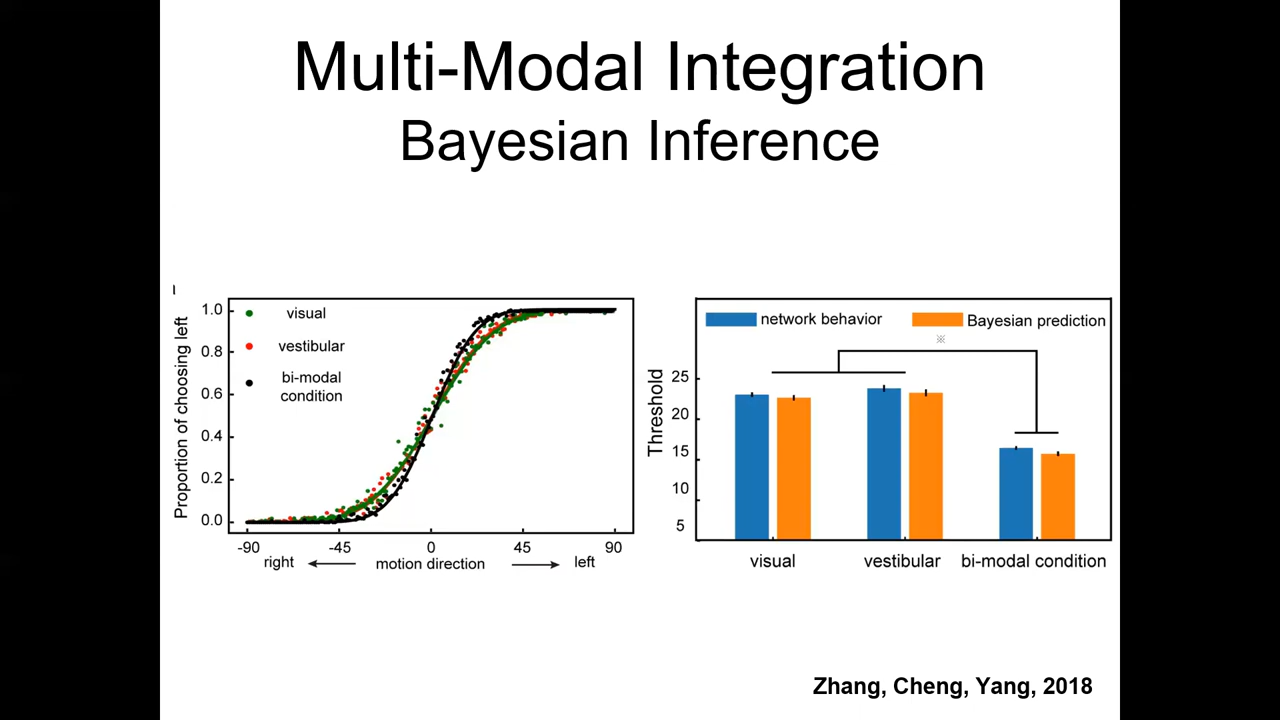 Multi-Modal Integration
Bayesian Inference
Proportion of choosing left
1.0
0.8
0.6
0.4
0.2
0.0
visual
vestibular
bi-modal
condition
-90
-45
0
45
90
right
motion direction
left
network behavior
Bayesian prediction
※
Threshold
25
20
15
10
5
visual
vestibular
bi-modal condition
Zhang, Cheng, Yang, 2018